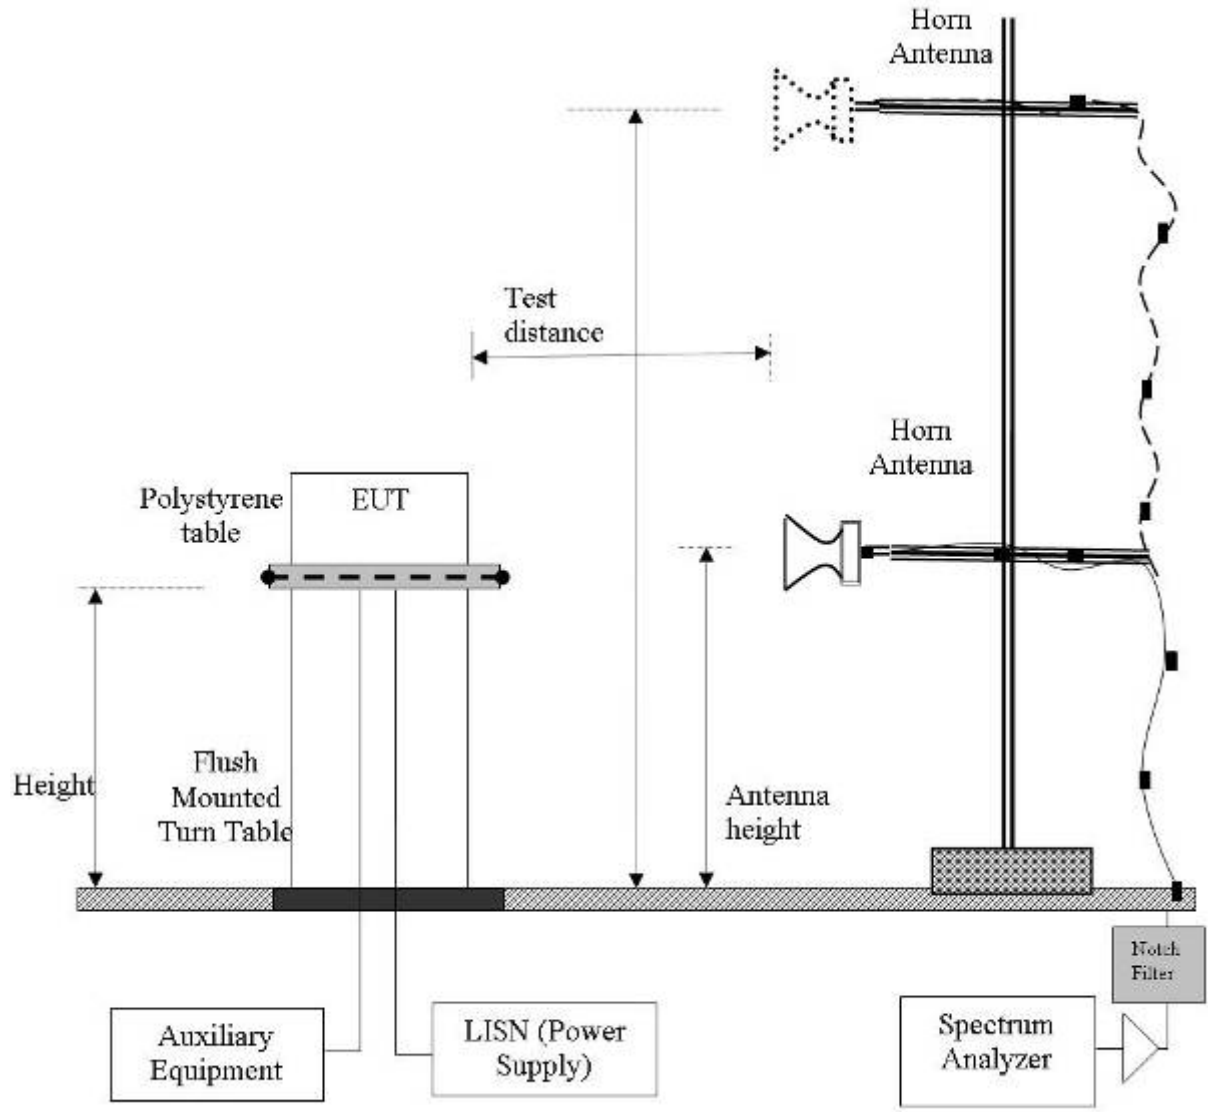 Horn
Antenna
Test
distance
Horn
Antenna
Polystyrene
table
EUT
Height
Flush
Mounted
Turn Table
Antenna
height
Notch
Filter
Auxiliary
Equipment
LISN (Power
Supply)
Spectrum
Analyzer